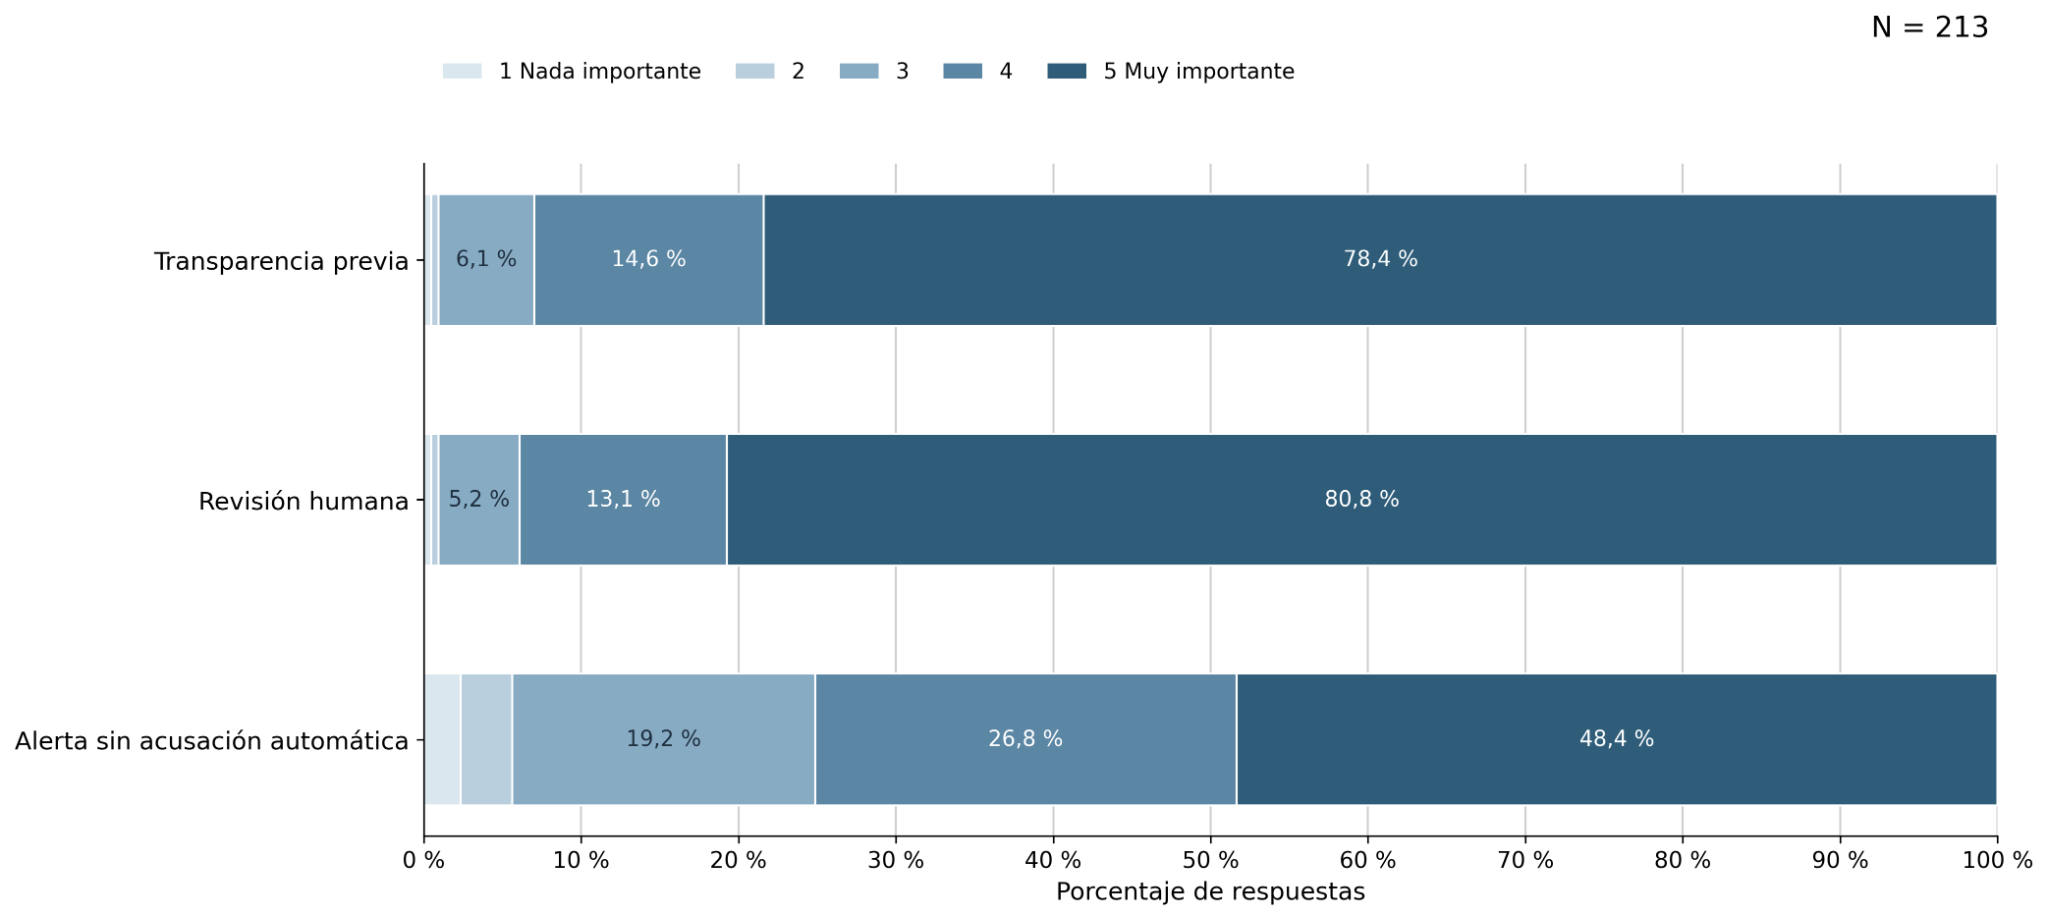 N = 213
1 Nada importante 2 3 4 5 Muy importante
Transparencia previa 6,1 % 14,6 % 78,4 %
Revisión humana 5,2 % 13,1 % 80,8 %
Alerta sin acusación automática 19,2 % 26,8 % 48,4 %
0 % 10 % 20 % 30 % 40 % 50 % 60 % 70 % 80 % 90 % 100 %
Porcentaje de respuestas